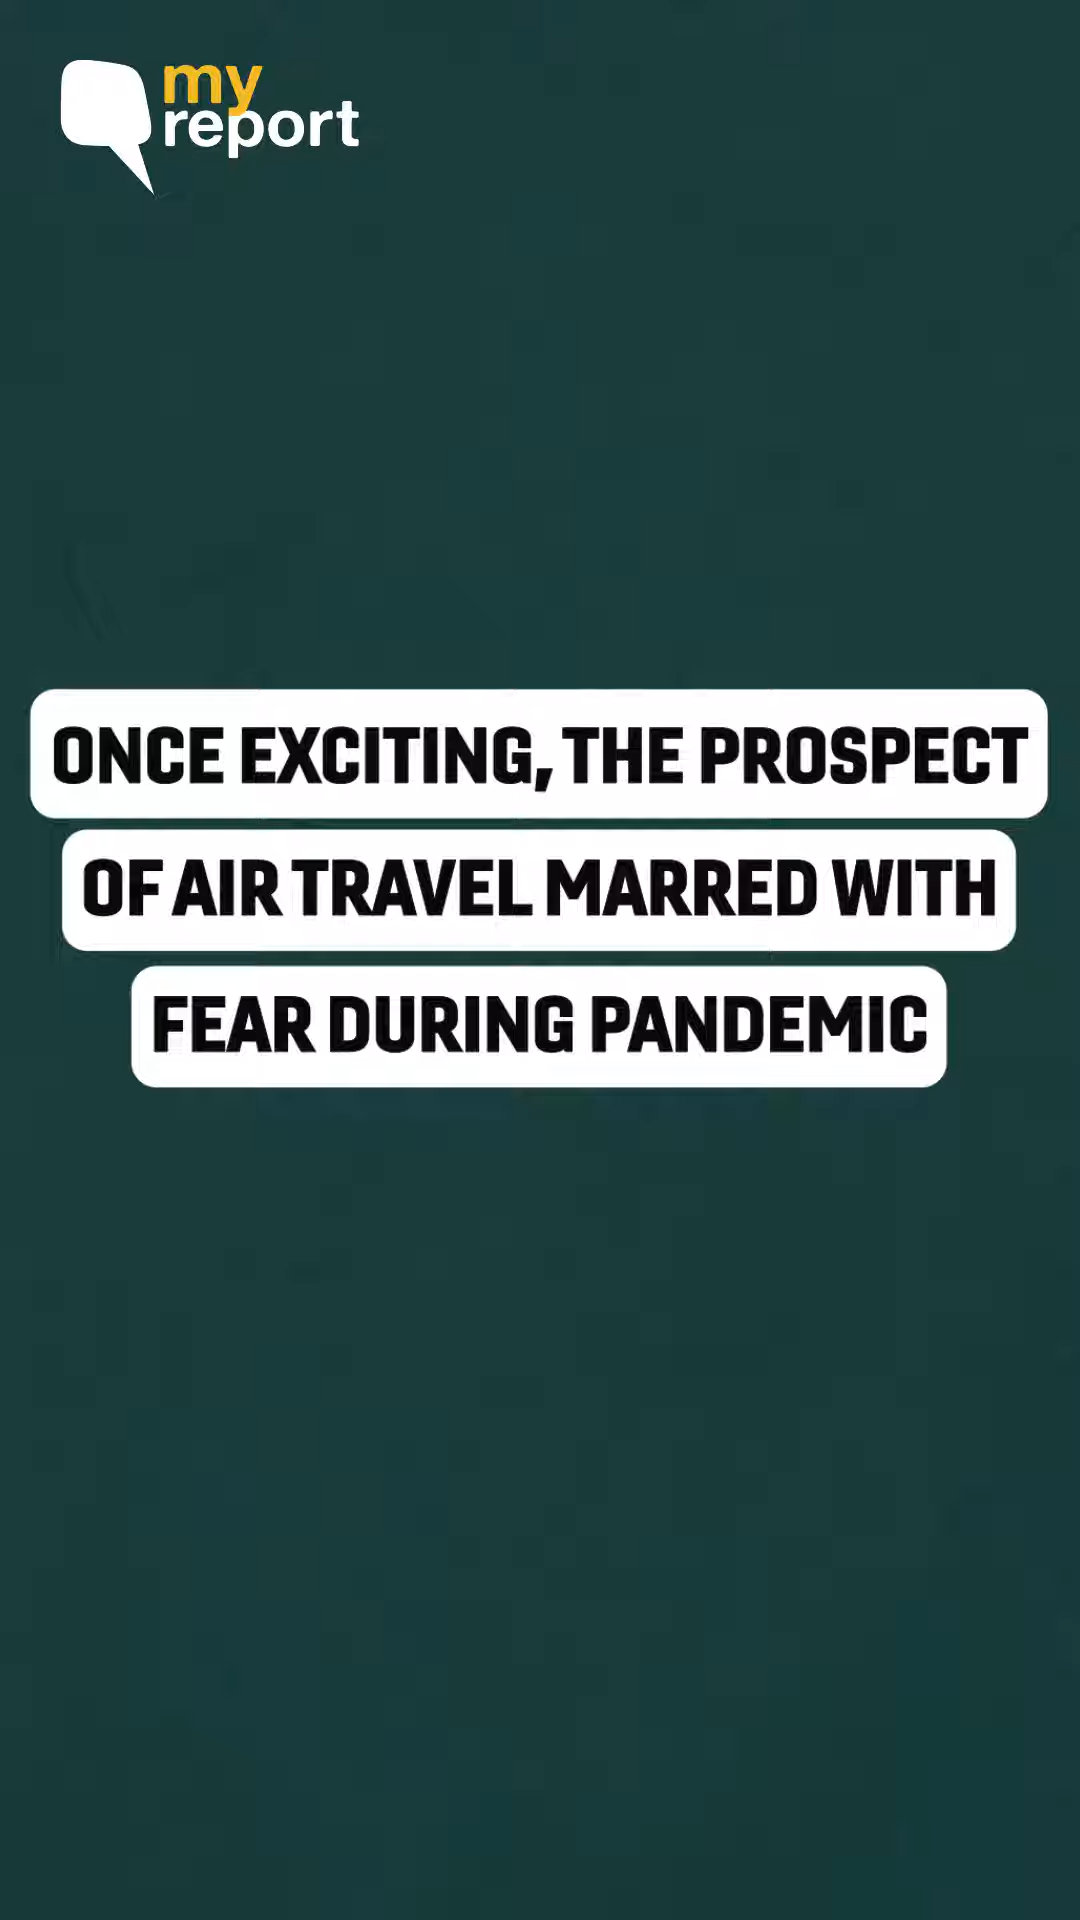 my
report
ONCE EXCITING, THE PROSPECT
OF AIR TRAVEL MARRED WITH
FEAR DURING PANDEMIC